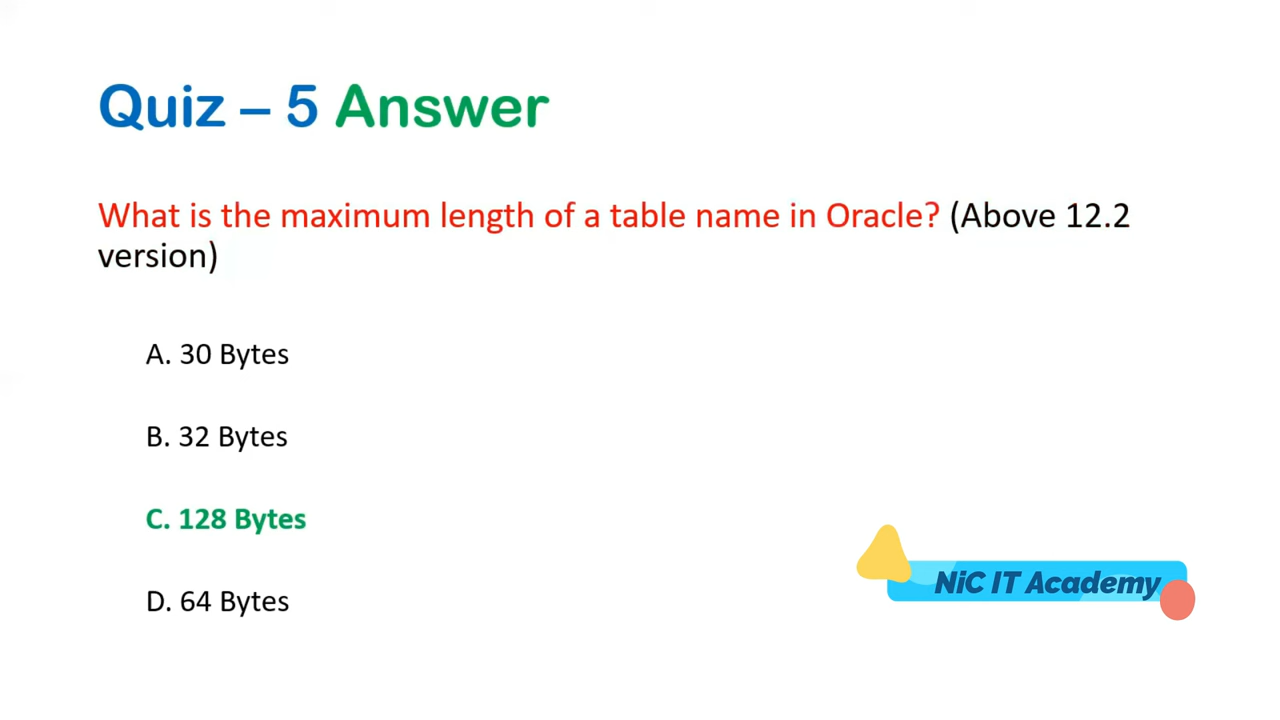 Quiz – 5 Answer
What is the maximum length of a table name in Oracle? (Above 12.2
version)
A. 30 Bytes
B. 32 Bytes
C. 128 Bytes
D. 64 Bytes
NiC IT Academy